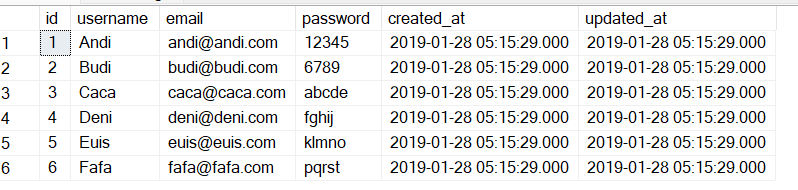 id username email password created_at updated_at
1 1 Andi andi@andi.com 12345 2019-01-28 05:15:29.000 2019-01-28 05:15:29.000
2 2 Budi budi@budi.com 6789 2019-01-28 05:15:29.000 2019-01-28 05:15:29.000
3 3 Caca caca@caca.com abcde 2019-01-28 05:15:29.000 2019-01-28 05:15:29.000
4 4 Deni deni@deni.com fghij 2019-01-28 05:15:29.000 2019-01-28 05:15:29.000
5 5 Euis euis@euis.com klmno 2019-01-28 05:15:29.000 2019-01-28 05:15:29.000
6 6 Fafa fafa@fafa.com pqrst 2019-01-28 05:15:29.000 2019-01-28 05:15:29.000